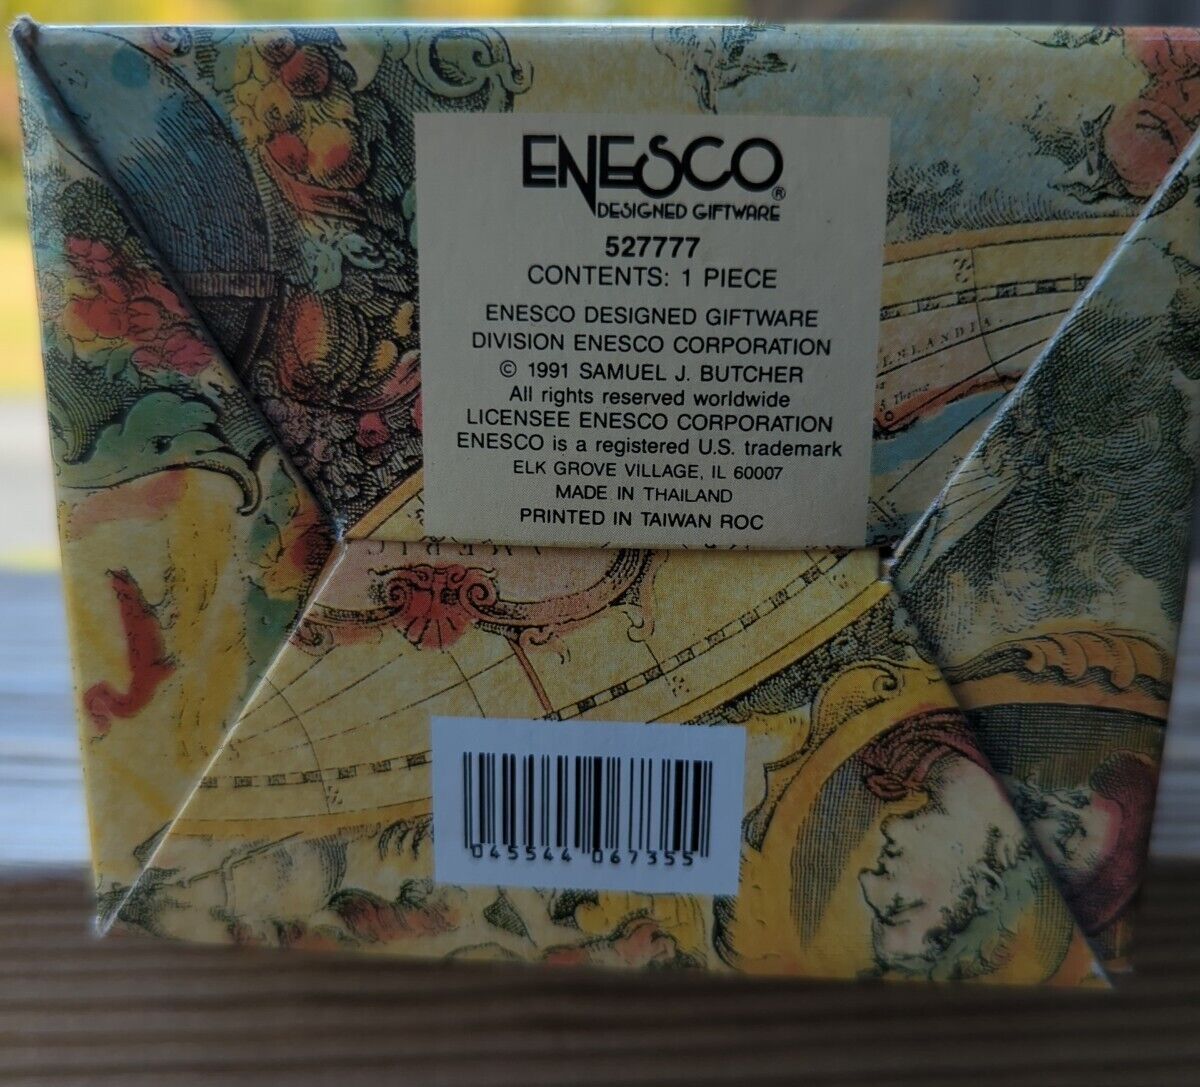 ENESCO®
DESIGNED GIFTWARE
527777
CONTENTS: 1 PIECE
ENESCO DESIGNED GIFTWARE
DIVISION ENESCO CORPORATION
© 1991 SAMUEL J. BUTCHER
All rights reserved worldwide
LICENSEE ENESCO CORPORATION
ENESCO is a registered U.S. trademark
ELK GROVE VILLAGE, IL 60007
MADE IN THAILAND
PRINTED IN TAIWAN ROC
045544 067355